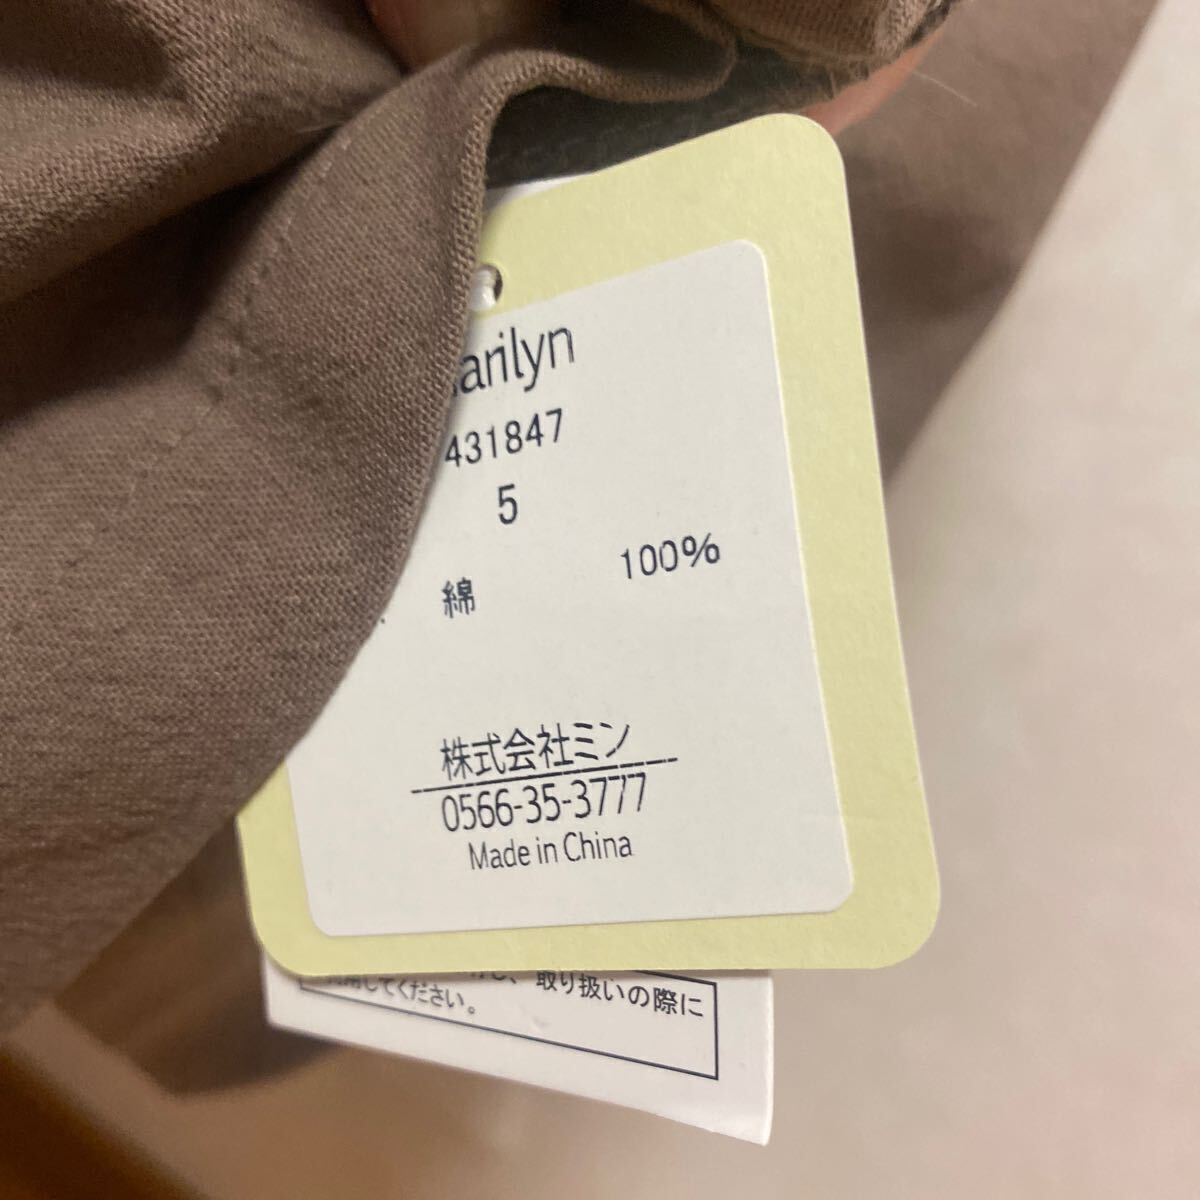 arilyn
431847
5
綿 100%
株式会社ミン
0566-35-3777
Made in China
し、取り扱いの際に
してください。